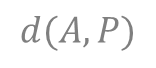 d(A, P)